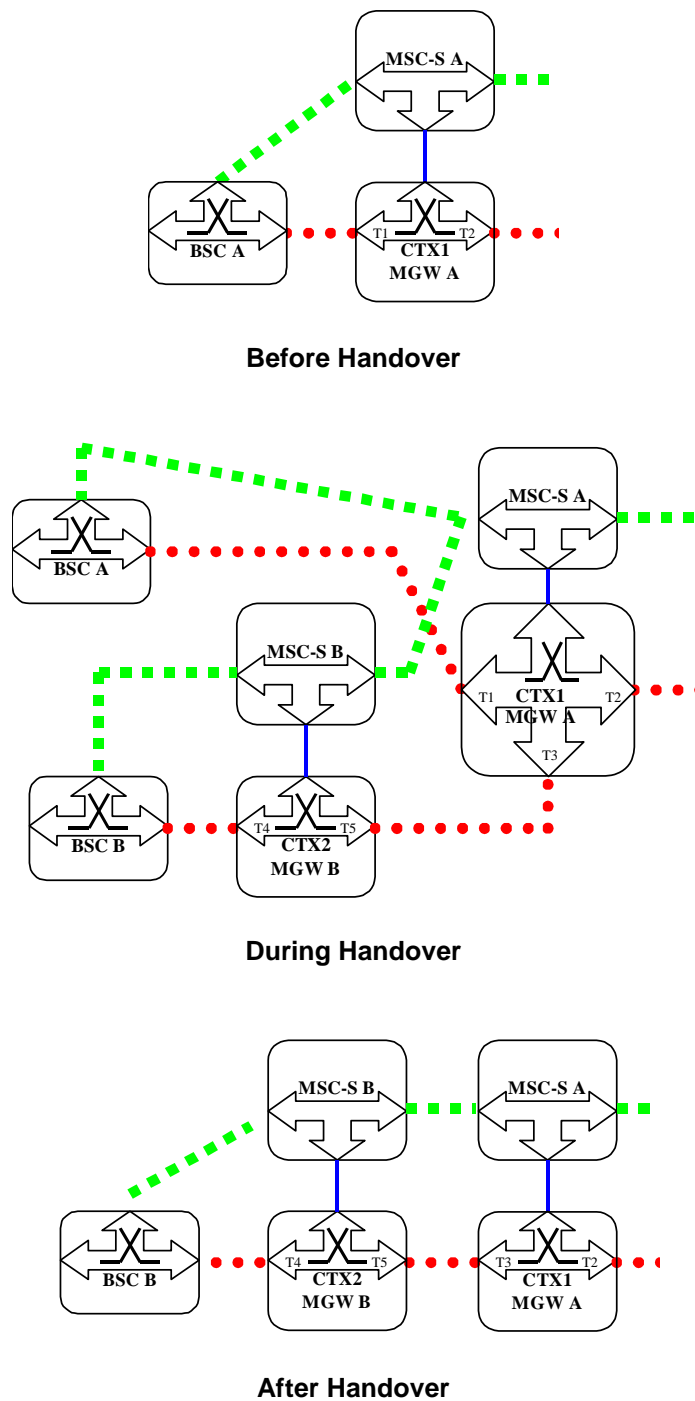 MSC-S A
T1
T2
BSC A
CTX1
MGW A
Before Handover
MSC-S A
BSC A
MSC-S B
T1
CTX1
T2
MGW A
T3
T4
T5
BSC B
CTX2
MGW B
During Handover
MSC-S B
MSC-S A
T4
T5
T3
T2
BSC B
CTX2
CTX1
MGW B
MGW A
After Handover